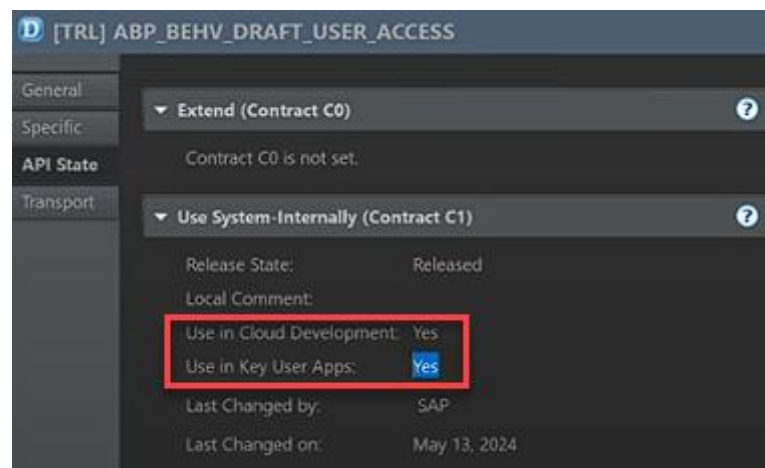 D [TRL] ABP_BEHV_DRAFT_USER_ACCESS
General
Specific
API State
Transport
Extend (Contract C0) ?
Contract C0 is not set.
Use System-Internally (Contract C1) ?
Release State: Released
Local Comment:
Use in Cloud Development: Yes
Use in Key User Apps: Yes
Last Changed by: SAP
Last Changed on: May 13, 2024